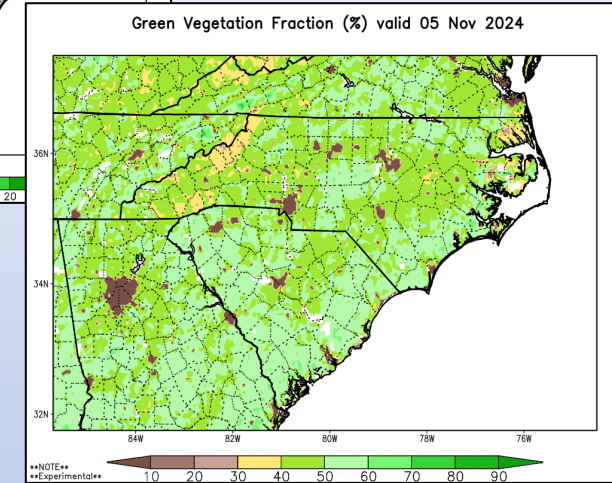 Green Vegetation Fraction (%) valid 05 Nov 2024
36N
34N
32N
84W 82W 80W 78W 76W
20
**NOTE**
**Experimental**
10 20 30 40 50 60 70 80 90